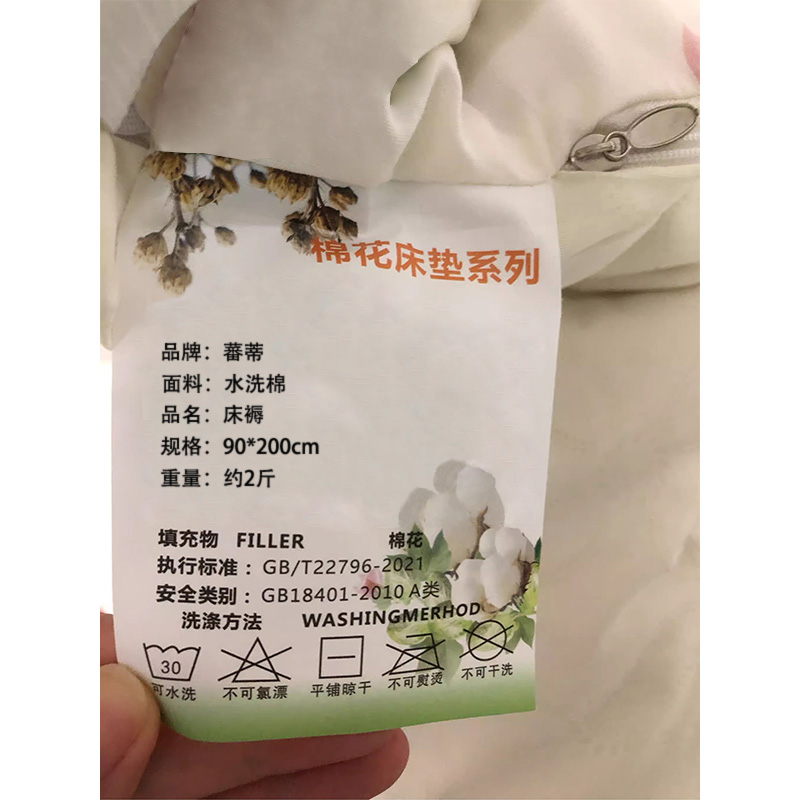 棉花床垫系列
品牌：蕃蒂
面料：水洗棉
品名：床褥
规格：90*200cm
重量：约2斤
填充物 FILLER 棉花
执行标准：GB/T22796-2021
安全类别：GB18401-2010 A类
洗涤方法 WASHINGMERHOD
30
可水洗 不可氯漂 平铺晾干 不可熨烫 不可干洗